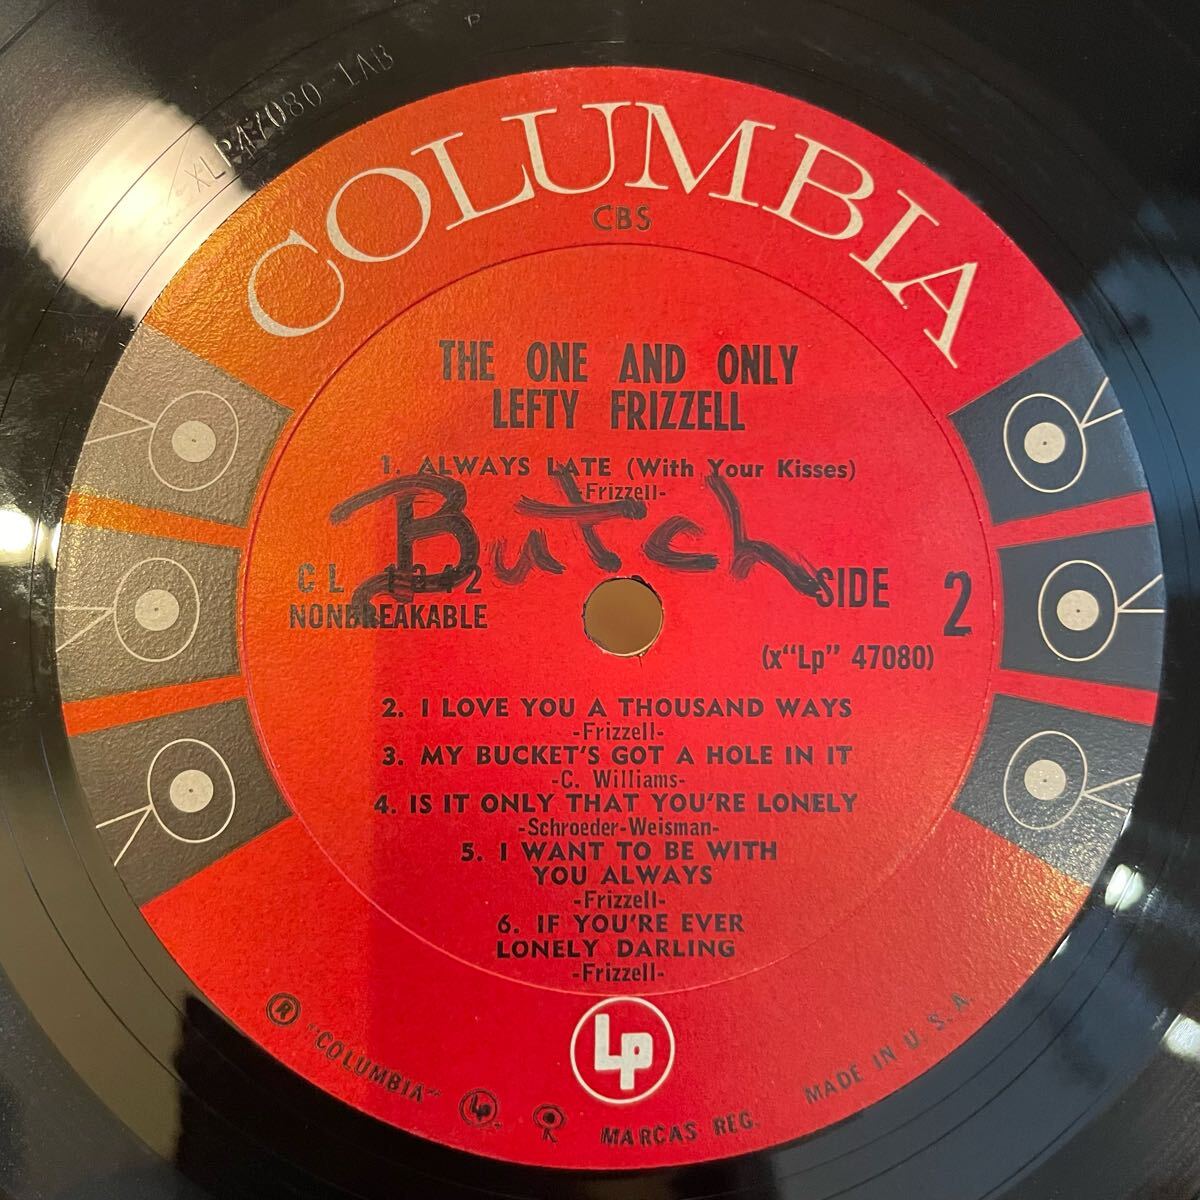 XLP47080-1AB
COLUMBIA
CBS
THE ONE AND ONLY
LEFTY FRIZZELL
1. ALWAYS LATE (With Your Kisses)
-Frizzell-
Butch
CL 1342
NONBREAKABLE
SIDE 2
(x“Lp” 47080)
2. I LOVE YOU A THOUSAND WAYS
-Frizzell-
3. MY BUCKET'S GOT A HOLE IN IT
-C. Williams-
4. IS IT ONLY THAT YOU'RE LONELY
-Schroeder-Weisman-
5. I WANT TO BE WITH
YOU ALWAYS
-Frizzell-
6. IF YOU'RE EVER
LONELY DARLING
-Frizzell-
Lp
® "COLUMBIA" Lp MARCAS REG. MADE IN U.S.A.